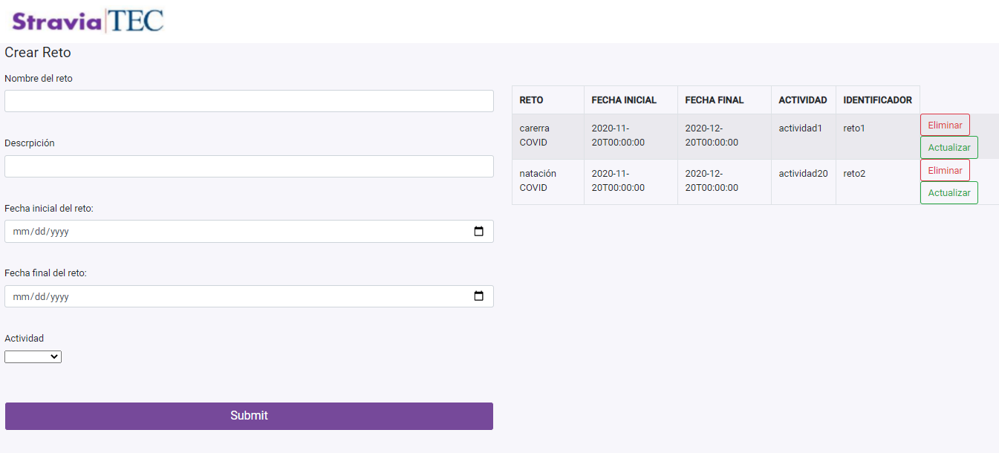 Stravia TEC
Crear Reto
Nombre del reto
Descrpición
Fecha inicial del reto:
mm/dd/yyyy
Fecha final del reto:
mm/dd/yyyy
Actividad
Submit
RETO FECHA INICIAL FECHA FINAL ACTIVIDAD IDENTIFICADOR
carerra 2020-11- 2020-12- actividad1 reto1 Eliminar
COVID 20T00:00:00 20T00:00:00 Actualizar
natación 2020-11- 2020-12- actividad20 reto2 Eliminar
COVID 20T00:00:00 20T00:00:00 Actualizar